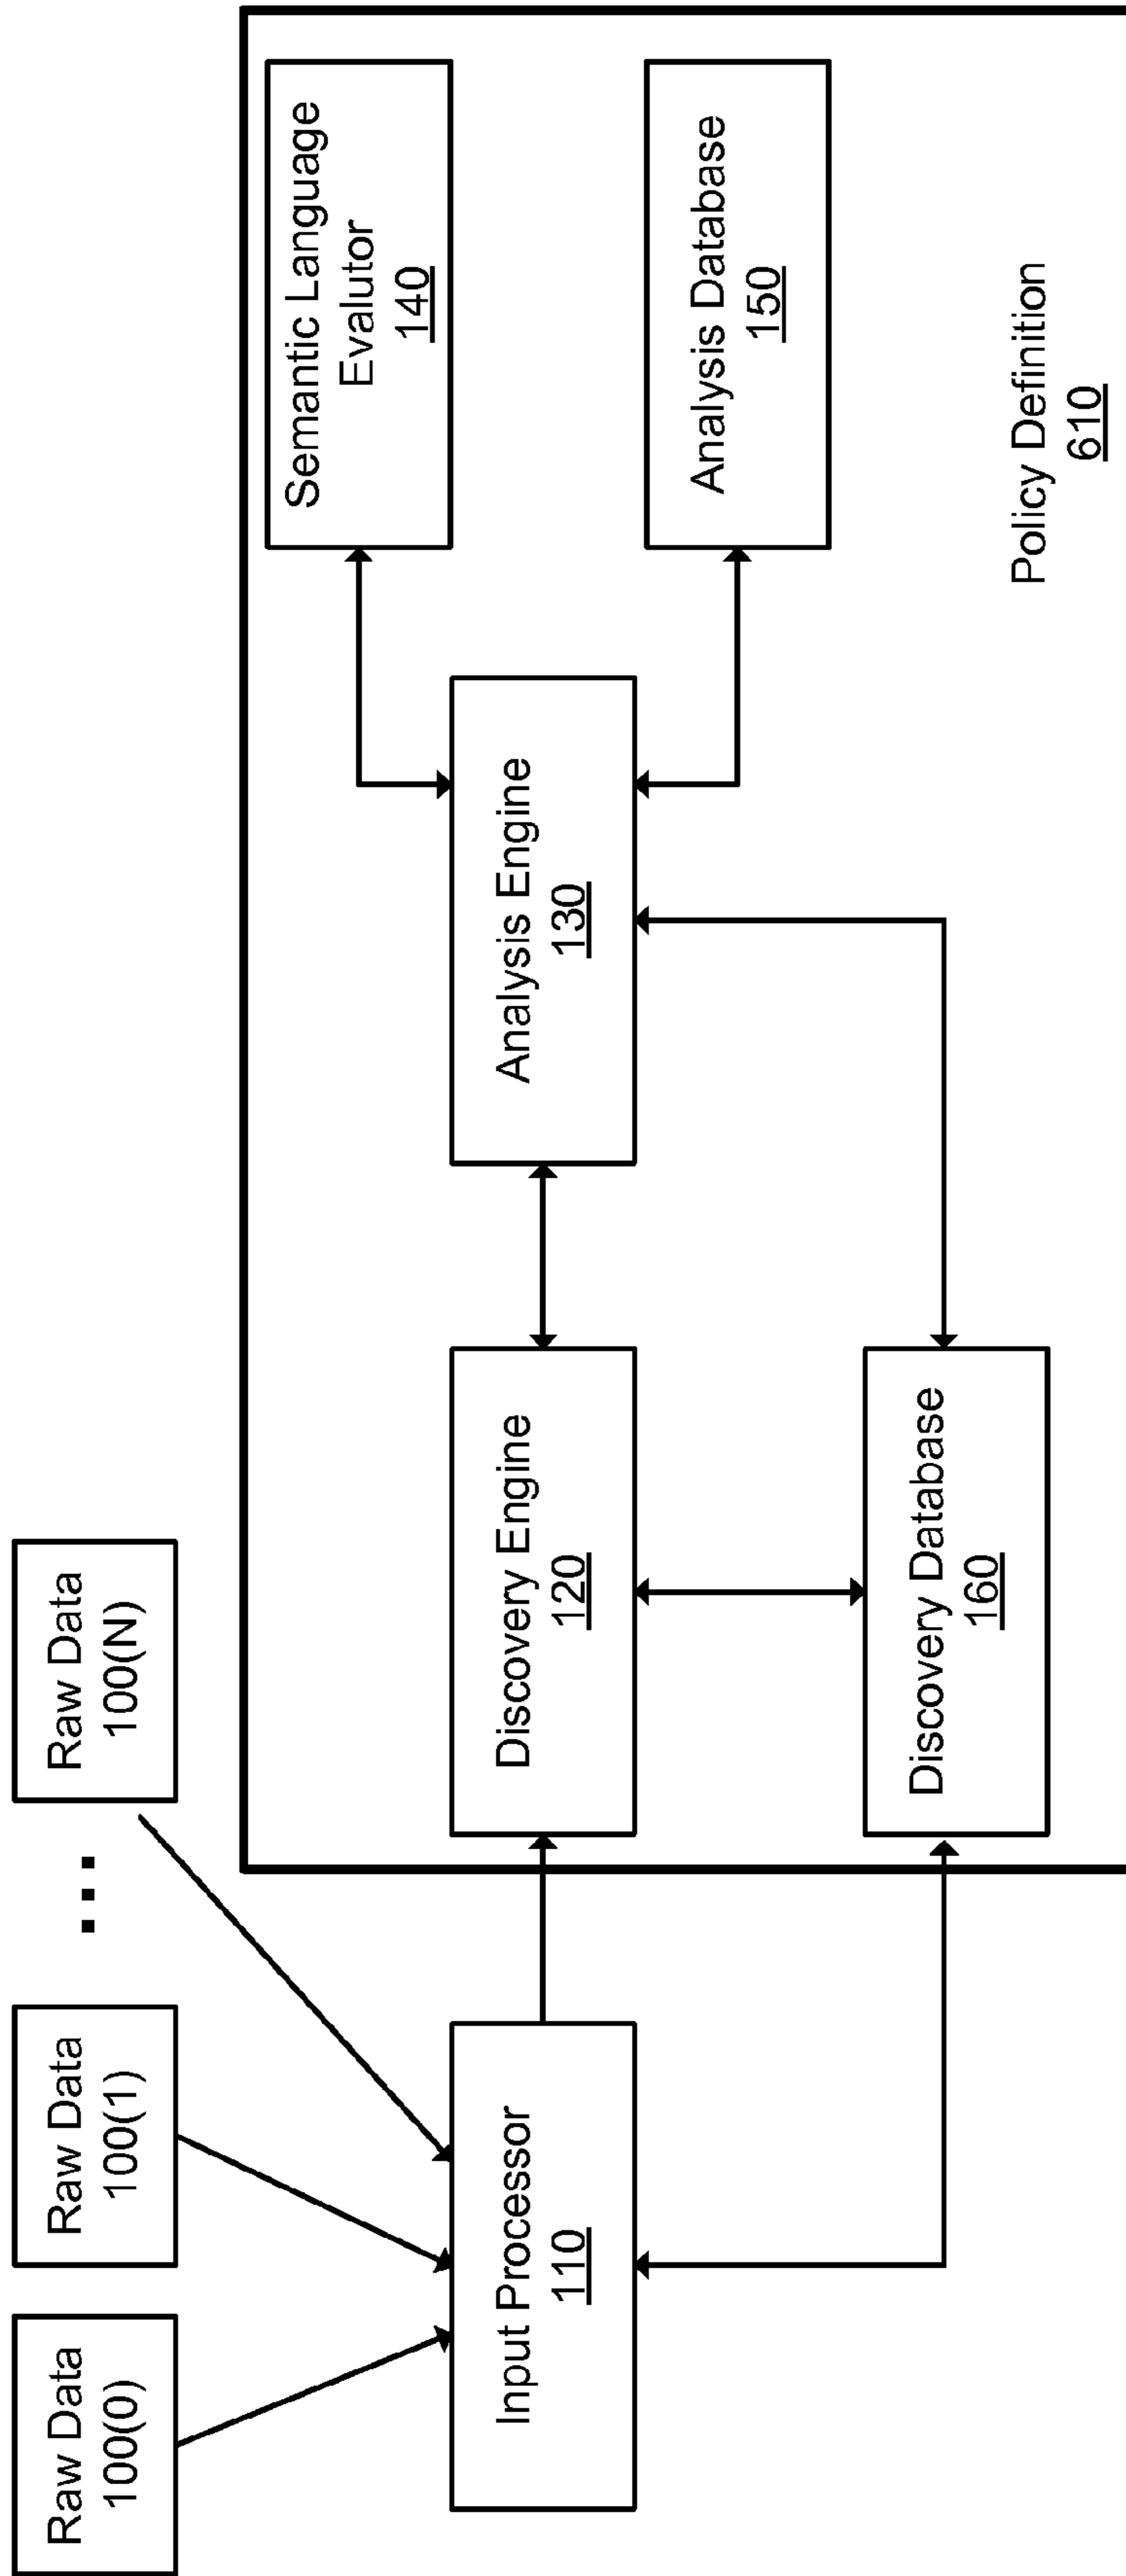 Raw Data
100(0)
Raw Data
100(1)
...
Raw Data
100(N)
Input Processor
110
Discovery Engine
120
Analysis Engine
130
Semantic Language
Evalutor
140
Analysis Database
150
Discovery Database
160
Policy Definition
610